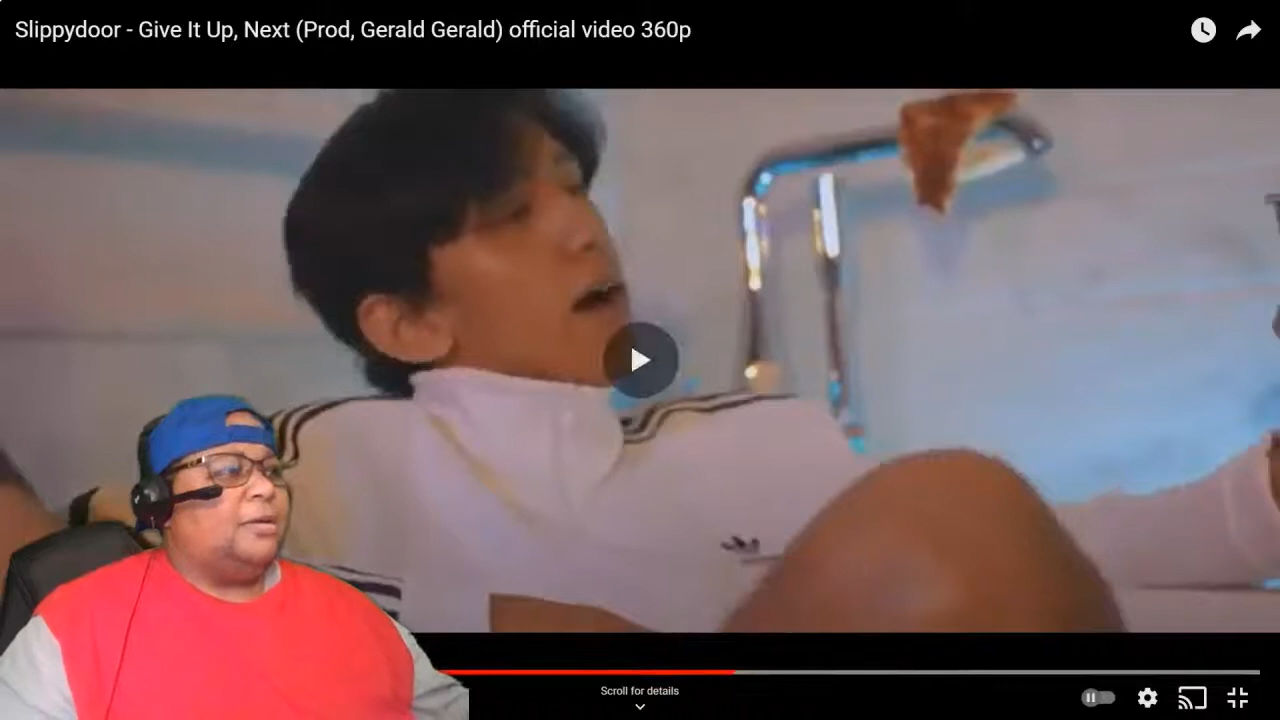 Slippydoor - Give It Up, Next (Prod, Gerald Gerald) official video 360p
Scroll for details